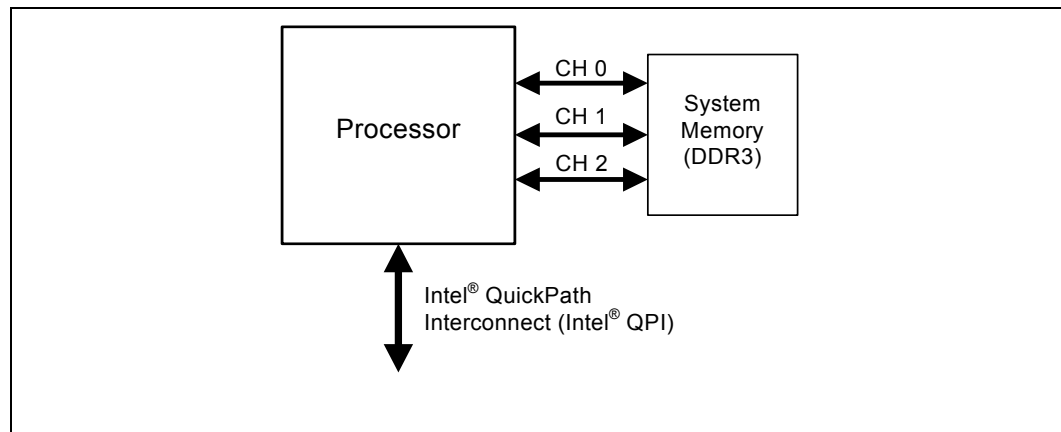 Processor
CH 0
CH 1
CH 2
System
Memory
(DDR3)
Intel® QuickPath
Interconnect (Intel® QPI)